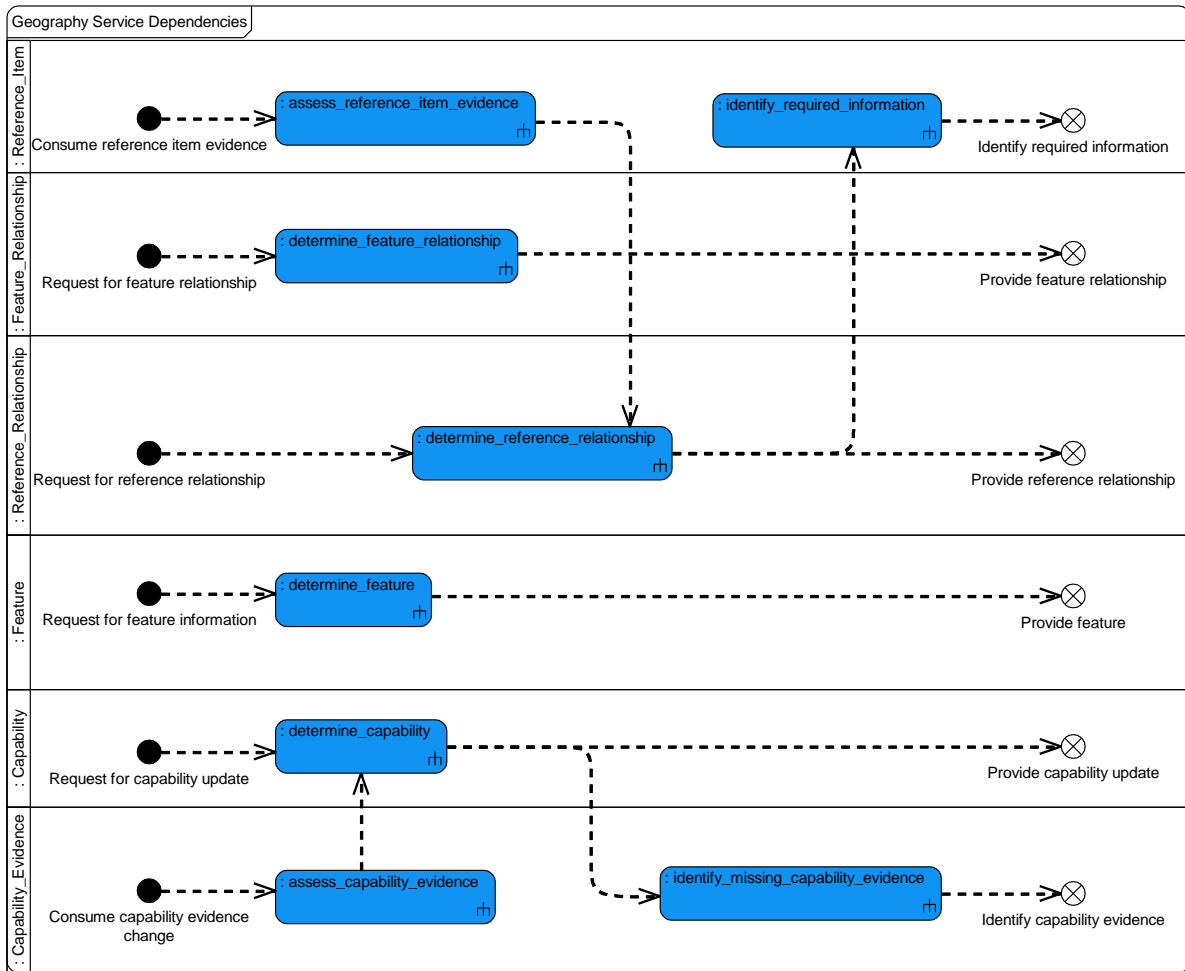 Geography Service Dependencies
: Reference_Item
: assess_reference_item_evidence
: identify_required_information
Consume reference item evidence
Identify required information
: Feature_Relationship
: determine_feature_relationship
Request for feature relationship
Provide feature relationship
: Reference_Relationship
: determine_reference_relationship
Request for reference relationship
Provide reference relationship
: Feature
: determine_feature
Request for feature information
Provide feature
: Capability
: determine_capability
Request for capability update
Provide capability update
: Capability_Evidence
: assess_capability_evidence
: identify_missing_capability_evidence
Consume capability evidence
change
Identify capability evidence